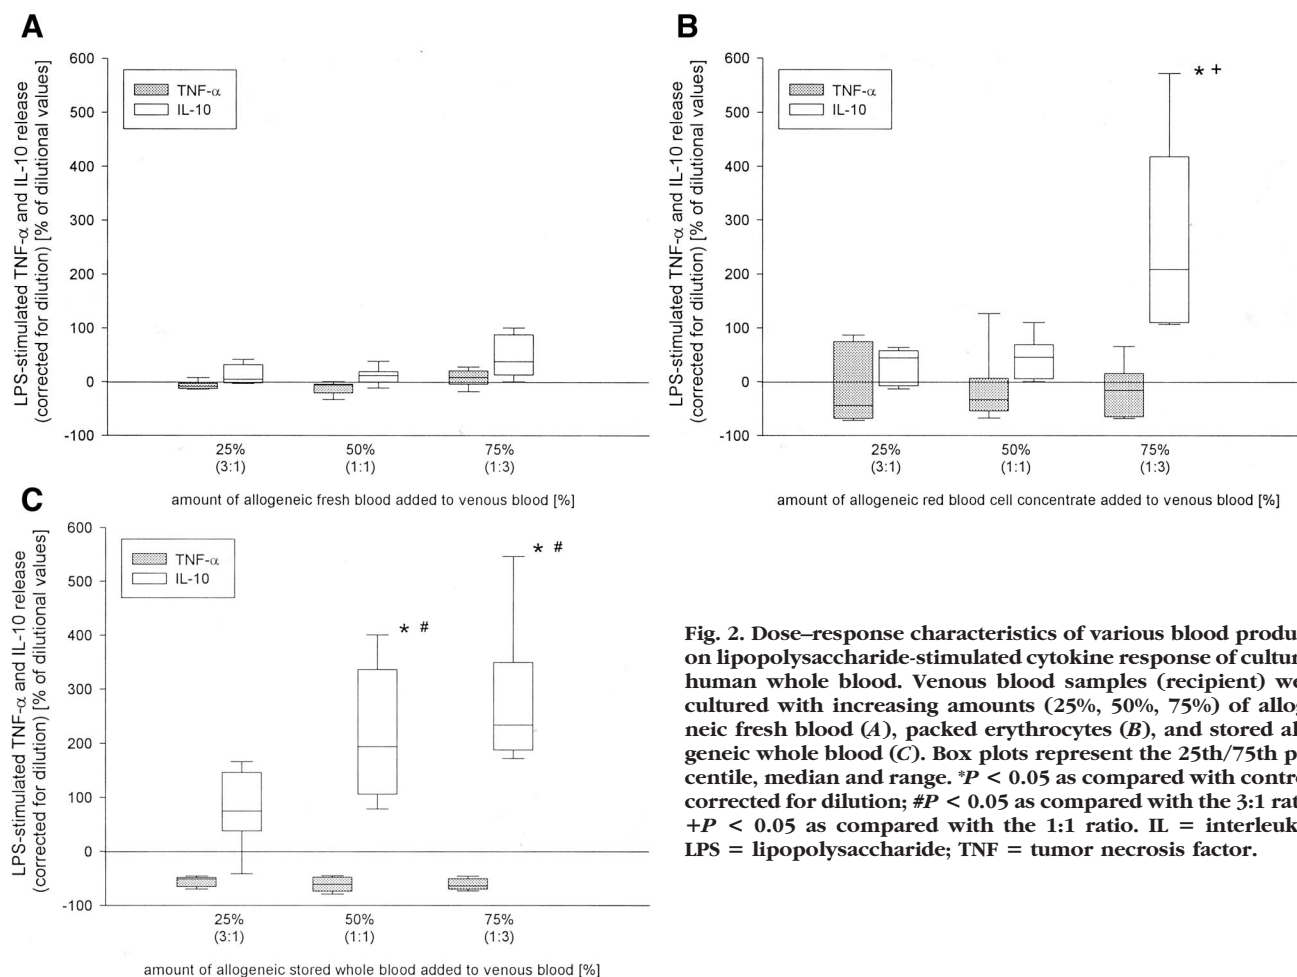 A
LPS-stimulated TNF-α and IL-10 release
(corrected for dilution) [% of dilutional values]
600
500
400
300
200
100
0
-100
TNF-α
IL-10
25%
(3:1)
50%
(1:1)
75%
(1:3)
amount of allogeneic fresh blood added to venous blood [%]
B
LPS-stimulated TNF-α and IL-10 release
(corrected for dilution) [% of dilutional values]
600
500
400
300
200
100
0
-100
TNF-α
IL-10
* +
25%
(3:1)
50%
(1:1)
75%
(1:3)
amount of allogeneic red blood cell concentrate added to venous blood [%]
C
LPS-stimulated TNF-α and IL-10 release
(corrected for dilution) [% of dilutional values]
600
500
400
300
200
100
0
-100
TNF-α
IL-10
* #
* #
25%
(3:1)
50%
(1:1)
75%
(1:3)
amount of allogeneic stored whole blood added to venous blood [%]
Fig. 2. Dose–response characteristics of various blood produ
on lipopolysaccharide-stimulated cytokine response of cultur
human whole blood. Venous blood samples (recipient) we
cultured with increasing amounts (25%, 50%, 75%) of allog
neic fresh blood (A), packed erythrocytes (B), and stored al
geneic whole blood (C). Box plots represent the 25th/75th p
centile, median and range. *P < 0.05 as compared with contro
corrected for dilution; #P < 0.05 as compared with the 3:1 rat
+P < 0.05 as compared with the 1:1 ratio. IL = interleuk
LPS = lipopolysaccharide; TNF = tumor necrosis factor.